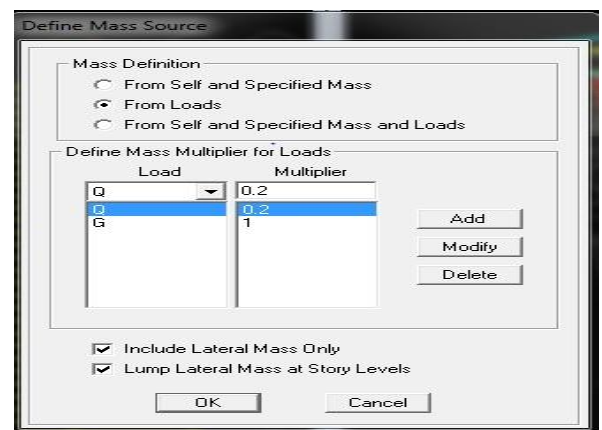 Define Mass Source
Mass Definition
From Self and Specified Mass
From Loads
From Self and Specified Mass and Loads
Define Mass Multiplier for Loads
Load Multiplier
Q 0.2
Q 0.2
G 1
Add
Modify
Delete
Include Lateral Mass Only
Lump Lateral Mass at Story Levels
OK Cancel